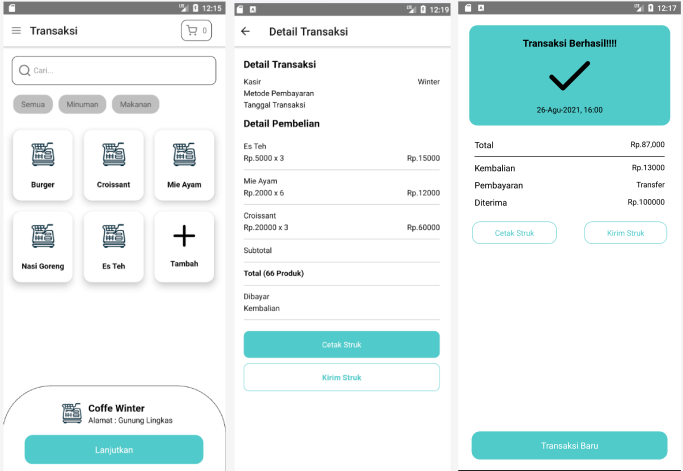 12:15
Transaksi
0
Cari...
Semua
Minuman
Makanan
Burger
Croissant
Mie Ayam
Nasi Goreng
Es Teh
Tambah
Coffe Winter
Alamat : Gunung Lingkas
Lanjutkan
12:19
Detail Transaksi
Detail Transaksi
Kasir Winter
Metode Pembayaran
Tanggal Transaksi
Detail Pembelian
Es Teh
Rp.5000 x 3 Rp.15000
Mie Ayam
Rp.2000 x 6 Rp.12000
Croissant
Rp.20000 x 3 Rp.60000
Subtotal
Total (66 Produk)
Dibayar
Kembalian
Cetak Struk
Kirim Struk
12:17
Transaksi Berhasil!!!!
26-Agu-2021, 16:00
Total Rp.87,000
Kembalian Rp.13000
Pembayaran Transfer
Diterima Rp.100000
Cetak Struk
Kirim Struk
Transaksi Baru